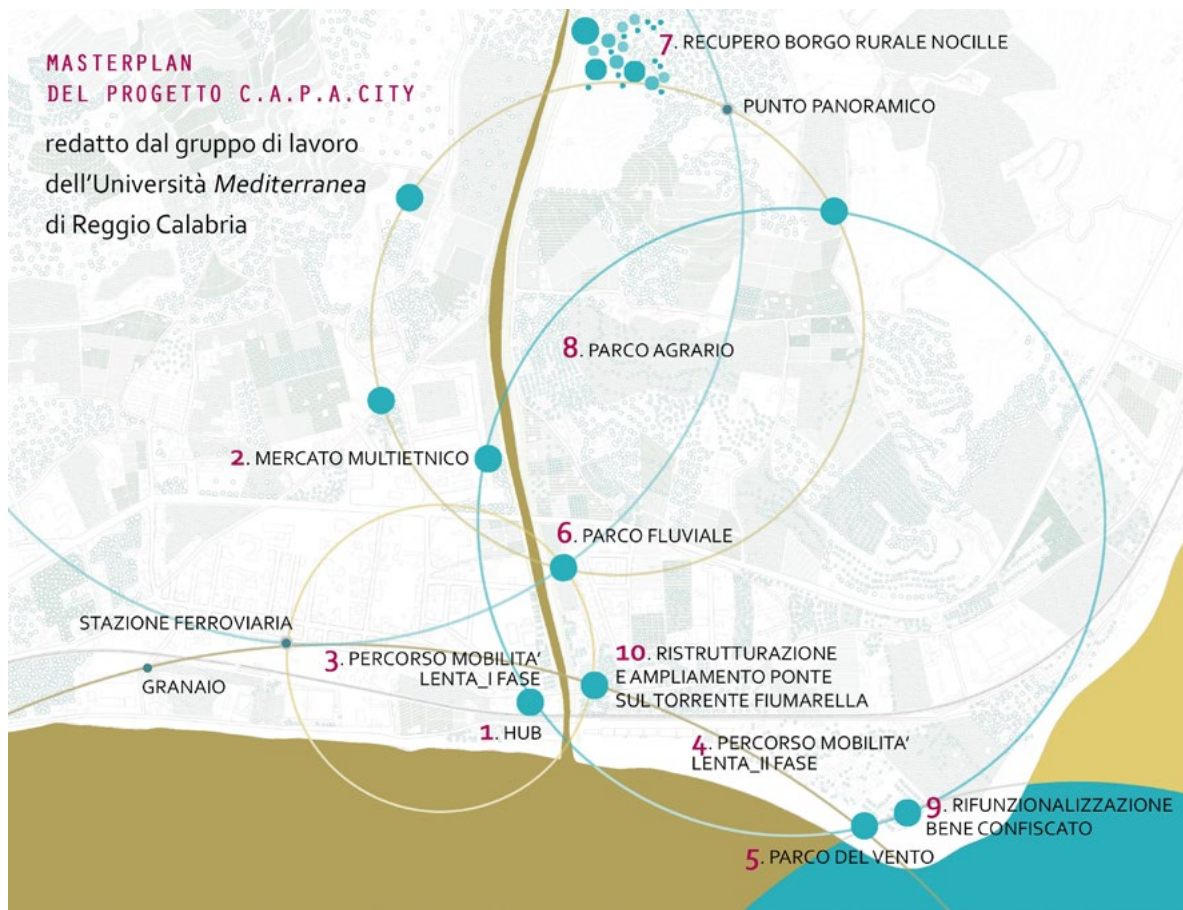 MASTERPLAN
DEL PROGETTO C.A.P.A.CITY
redatto dal gruppo di lavoro
dell'Università Mediterranea
di Reggio Calabria
7. RECUPERO BORGO RURALE NOCILLE
PUNTO PANORAMICO
8. PARCO AGRARIO
2. MERCATO MULTIETNICO
6. PARCO FLUVIALE
STAZIONE FERROVIARIA
GRANAIO
3. PERCORSO MOBILITA'
LENTA_I FASE
10. RISTRUTTURAZIONE
E AMPLIAMENTO PONTE
SUL TORRENTE FIUMARELLA
1. HUB
4. PERCORSO MOBILITA'
LENTA_II FASE
9. RIFUNZIONALIZZAZIONE
BENE CONFISCATO
5. PARCO DEL VENTO